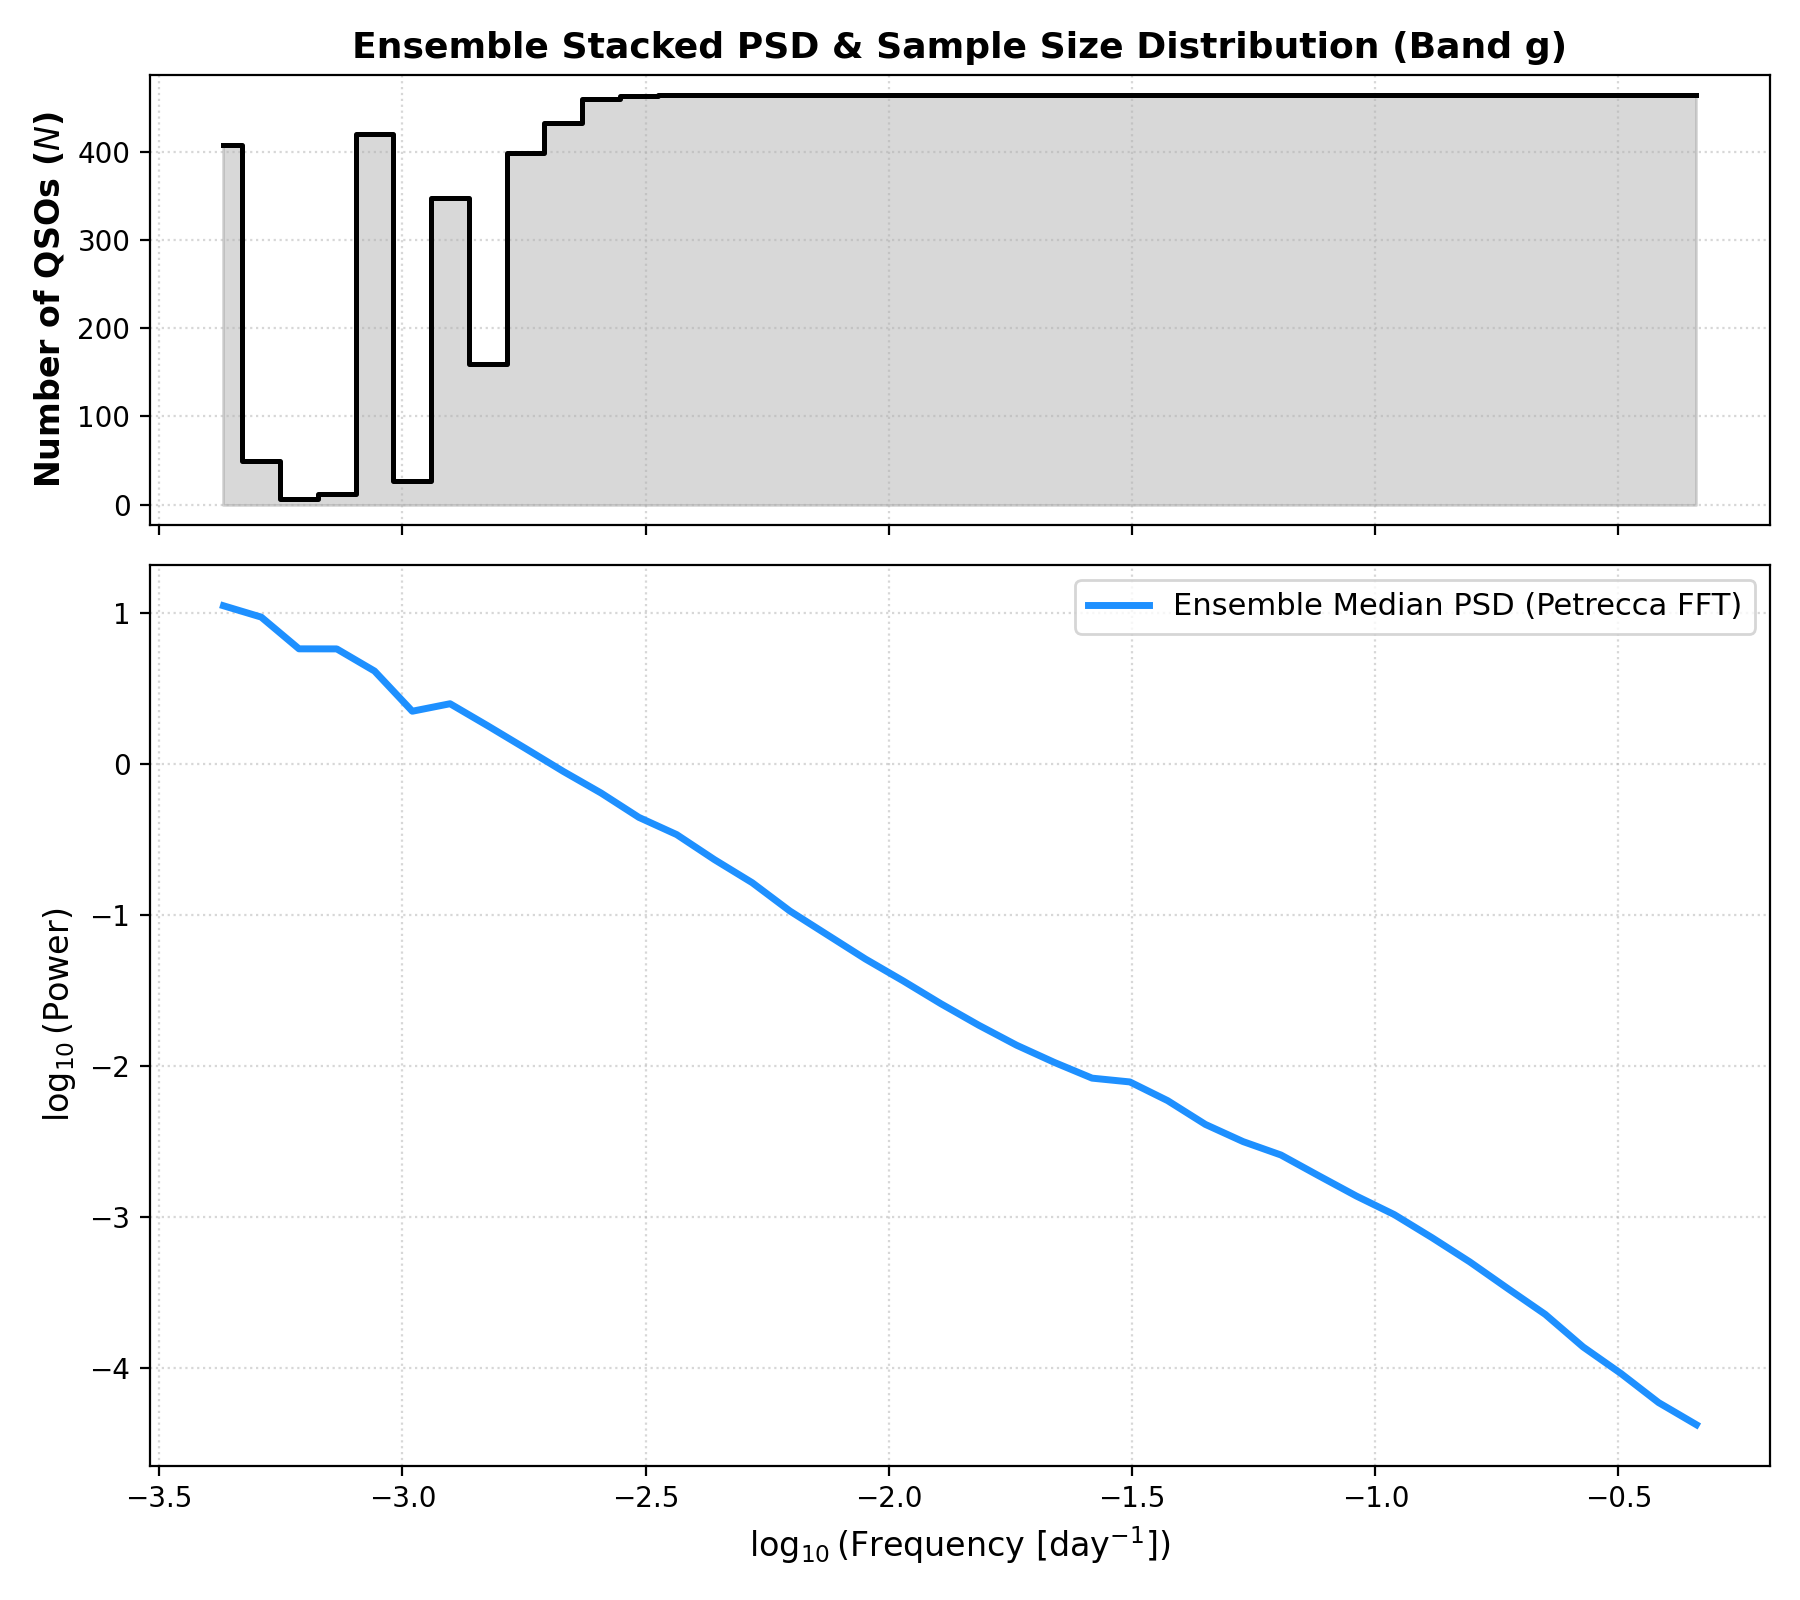 Ensemble Stacked PSD & Sample Size Distribution (Band g)
Number of QSOs (N)
400
300
200
100
0
Ensemble Median PSD (Petrecca FFT)
log₁₀(Power)
1
0
−1
−2
−3
−4
−3.5 −3.0 −2.5 −2.0 −1.5 −1.0 −0.5
log₁₀(Frequency [day⁻¹])